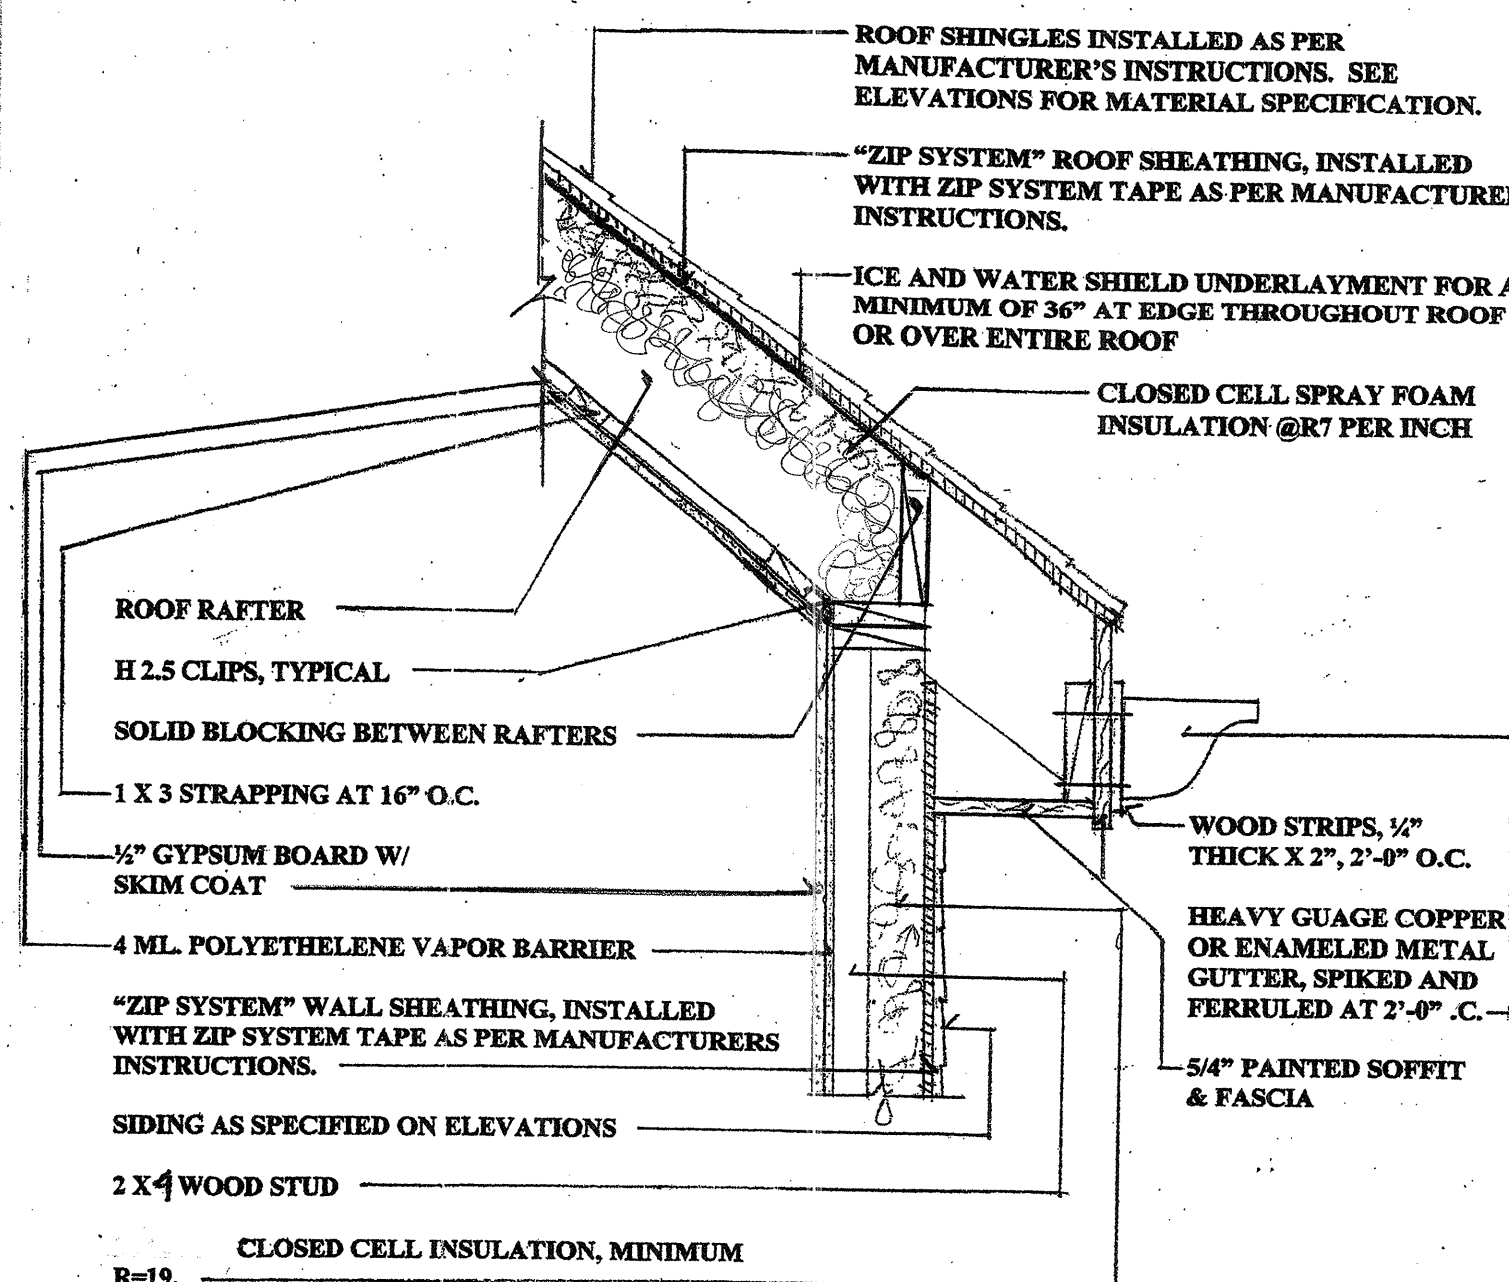 ROOF SHINGLES INSTALLED AS PER
MANUFACTURER'S INSTRUCTIONS. SEE
ELEVATIONS FOR MATERIAL SPECIFICATION.
“ZIP SYSTEM” ROOF SHEATHING, INSTALLED
WITH ZIP SYSTEM TAPE AS PER MANUFACTURE
INSTRUCTIONS.
ICE AND WATER SHIELD UNDERLAYMENT FOR A
MINIMUM OF 36” AT EDGE THROUGHOUT ROOF
OR OVER ENTIRE ROOF
CLOSED CELL SPRAY FOAM
INSULATION @R7 PER INCH
ROOF RAFTER
H 2.5 CLIPS, TYPICAL
SOLID BLOCKING BETWEEN RAFTERS
1 X 3 STRAPPING AT 16” O.C.
½” GYPSUM BOARD W/
SKIM COAT
4 ML. POLYETHELENE VAPOR BARRIER
“ZIP SYSTEM” WALL SHEATHING, INSTALLED
WITH ZIP SYSTEM TAPE AS PER MANUFACTURERS
INSTRUCTIONS.
SIDING AS SPECIFIED ON ELEVATIONS
2 X 4 WOOD STUD
CLOSED CELL INSULATION, MINIMUM
R=19.
WOOD STRIPS, ¼”
THICK X 2”, 2'-0” O.C.
HEAVY GUAGE COPPER
OR ENAMELED METAL
GUTTER, SPIKED AND
FERRULED AT 2'-0” .C.
5/4” PAINTED SOFFIT
& FASCIA